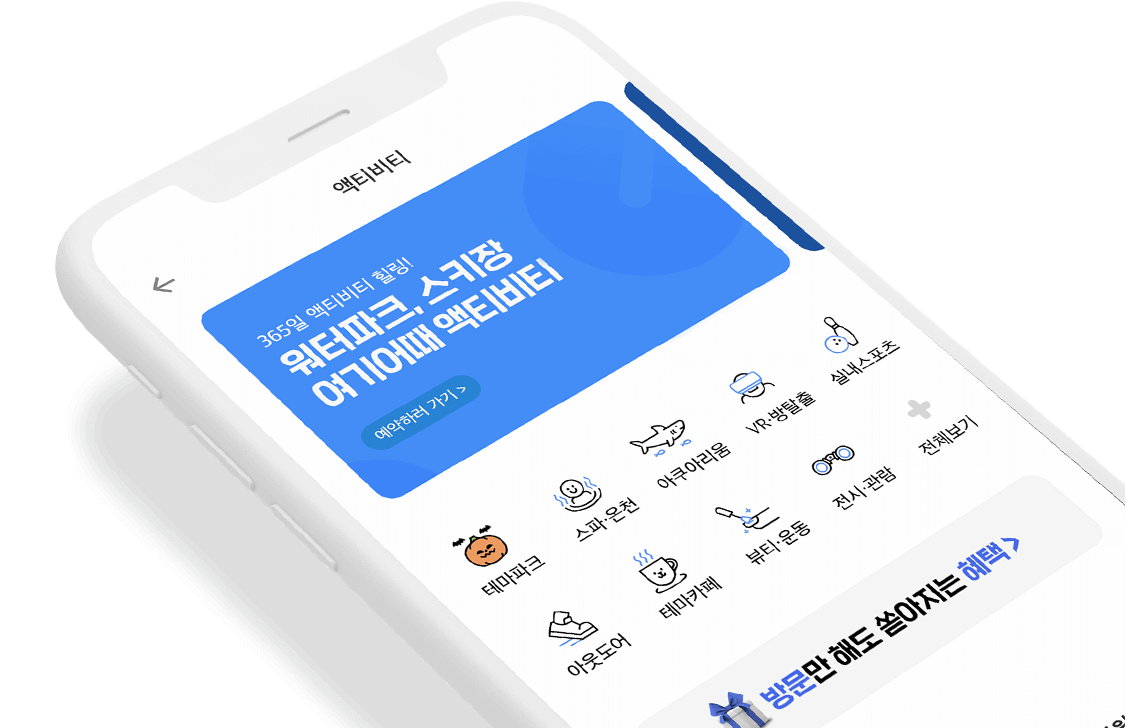 액티비티
365일 액티비티 힐링!
워터파크, 스키장
여기어때 액티비티
예약하러 가기 >
테마파크
스파·온천
아쿠아리움
VR·방탈출
실내스포츠
아웃도어
테마카페
뷰티·운동
전시·관람
전체보기
방문만 해도 쏟아지는 혜택 >